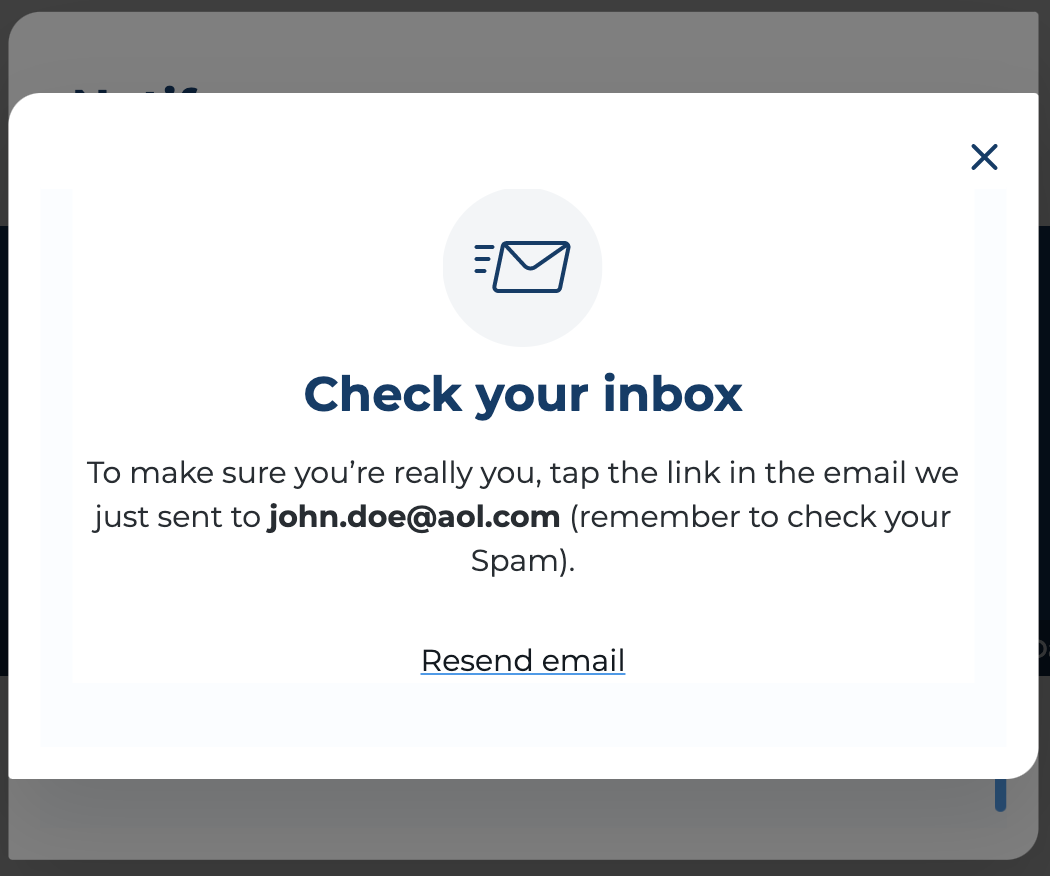 Check your inbox
To make sure you’re really you, tap the link in the email we
just sent to john.doe@aol.com (remember to check your
Spam).
Resend email